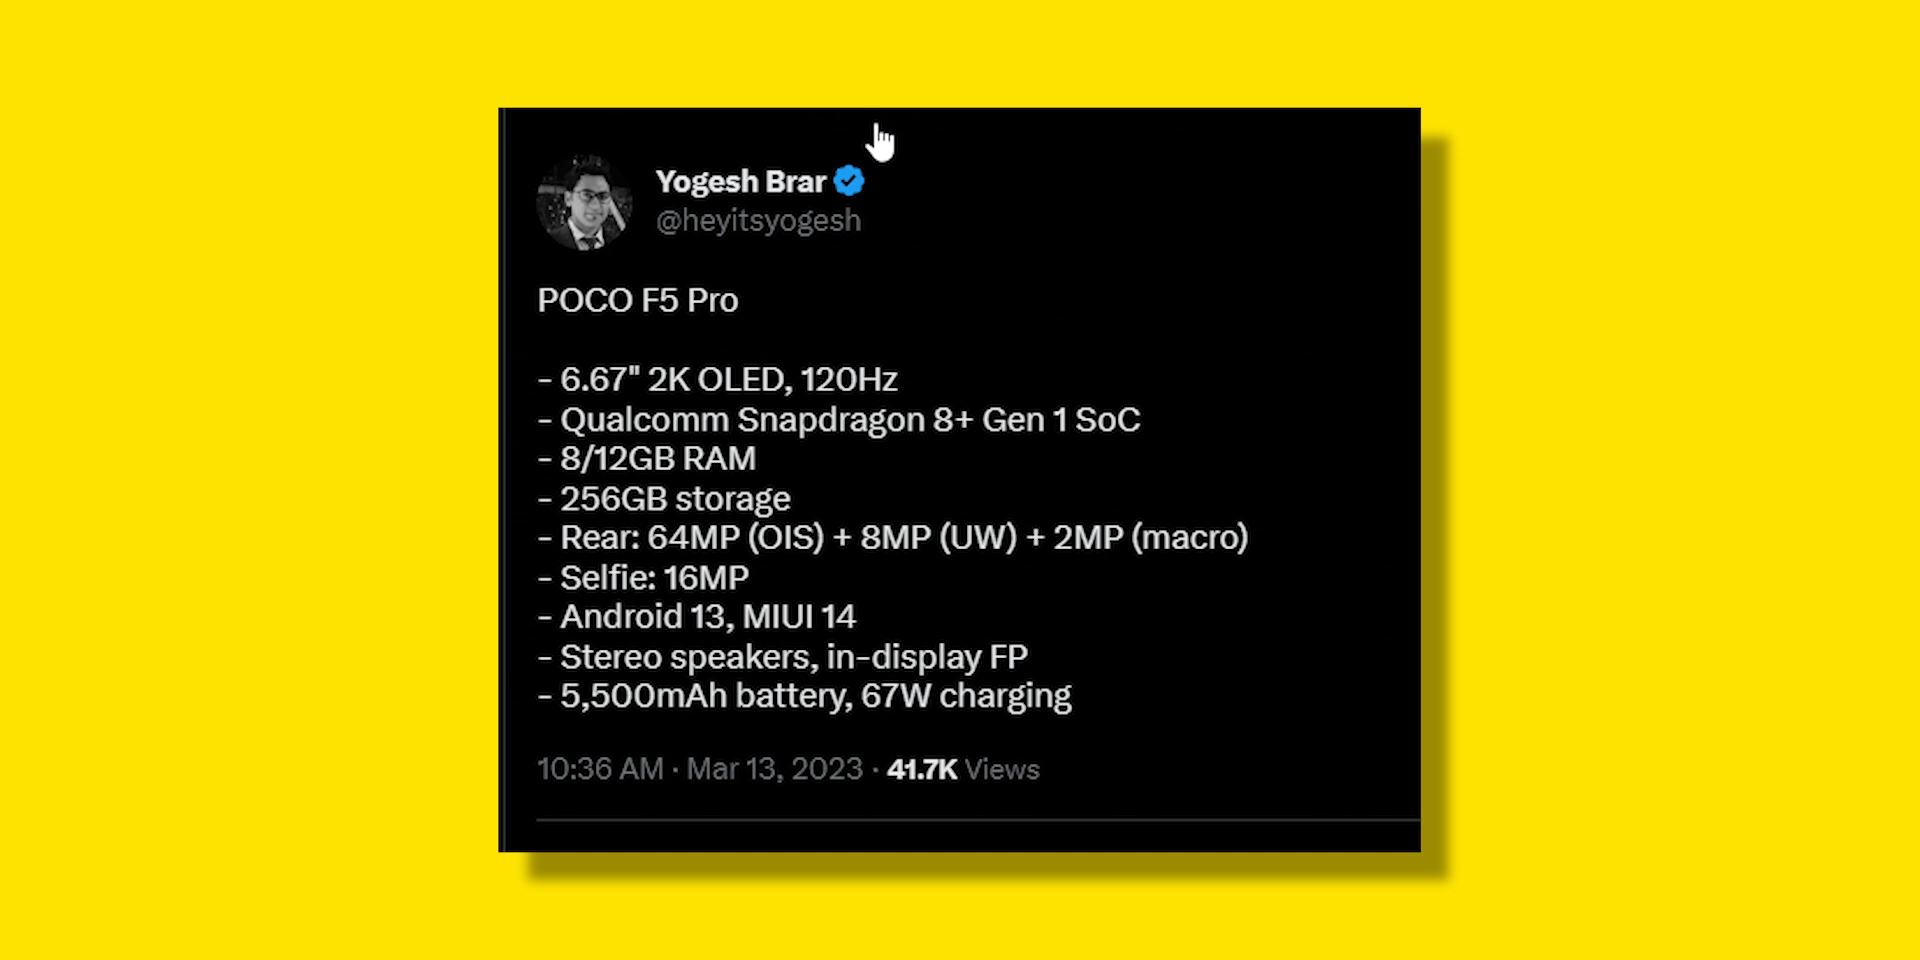 Yogesh Brar
@heyitsyogesh
POCO F5 Pro
- 6.67" 2K OLED, 120Hz
- Qualcomm Snapdragon 8+ Gen 1 SoC
- 8/12GB RAM
- 256GB storage
- Rear: 64MP (OIS) + 8MP (UW) + 2MP (macro)
- Selfie: 16MP
- Android 13, MIUI 14
- Stereo speakers, in-display FP
- 5,500mAh battery, 67W charging
10:36 AM · Mar 13, 2023 · 41.7K Views